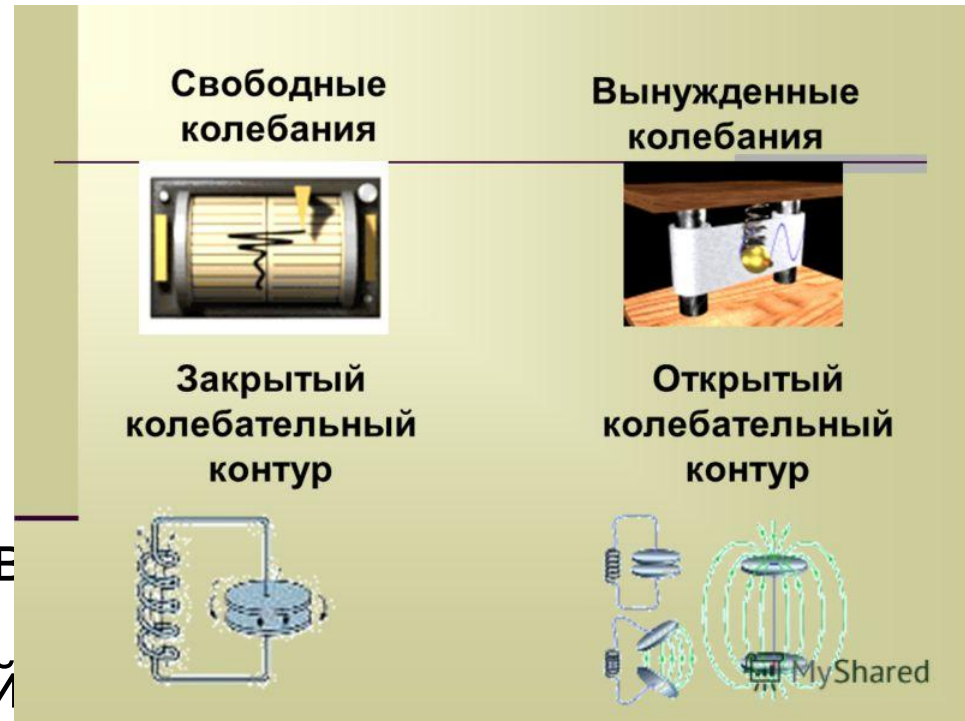 Свободные
колебания
Вынужденные
колебания
Закрытый
колебательный
контур
Открытый
колебательный
контур
в
й
MyShared